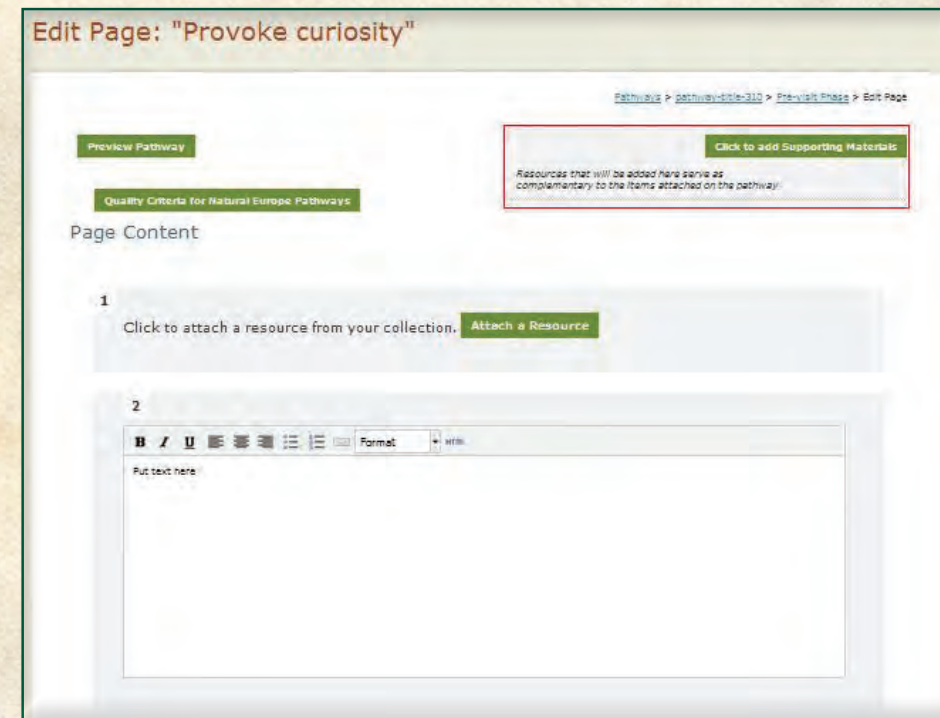 Edit Page: "Provoke curiosity"
Pathways > pathway-title-310 > Pre-visit Phase > Edit Page
Preview Pathway
Click to add Supporting Materials
Resources that will be added here serve as
complementary to the items attached on the pathway.
Quality Criteria for Natural Europe Pathways
Page Content
1
Click to attach a resource from your collection. Attach a Resource
2
B I U Format HTML
Put text here